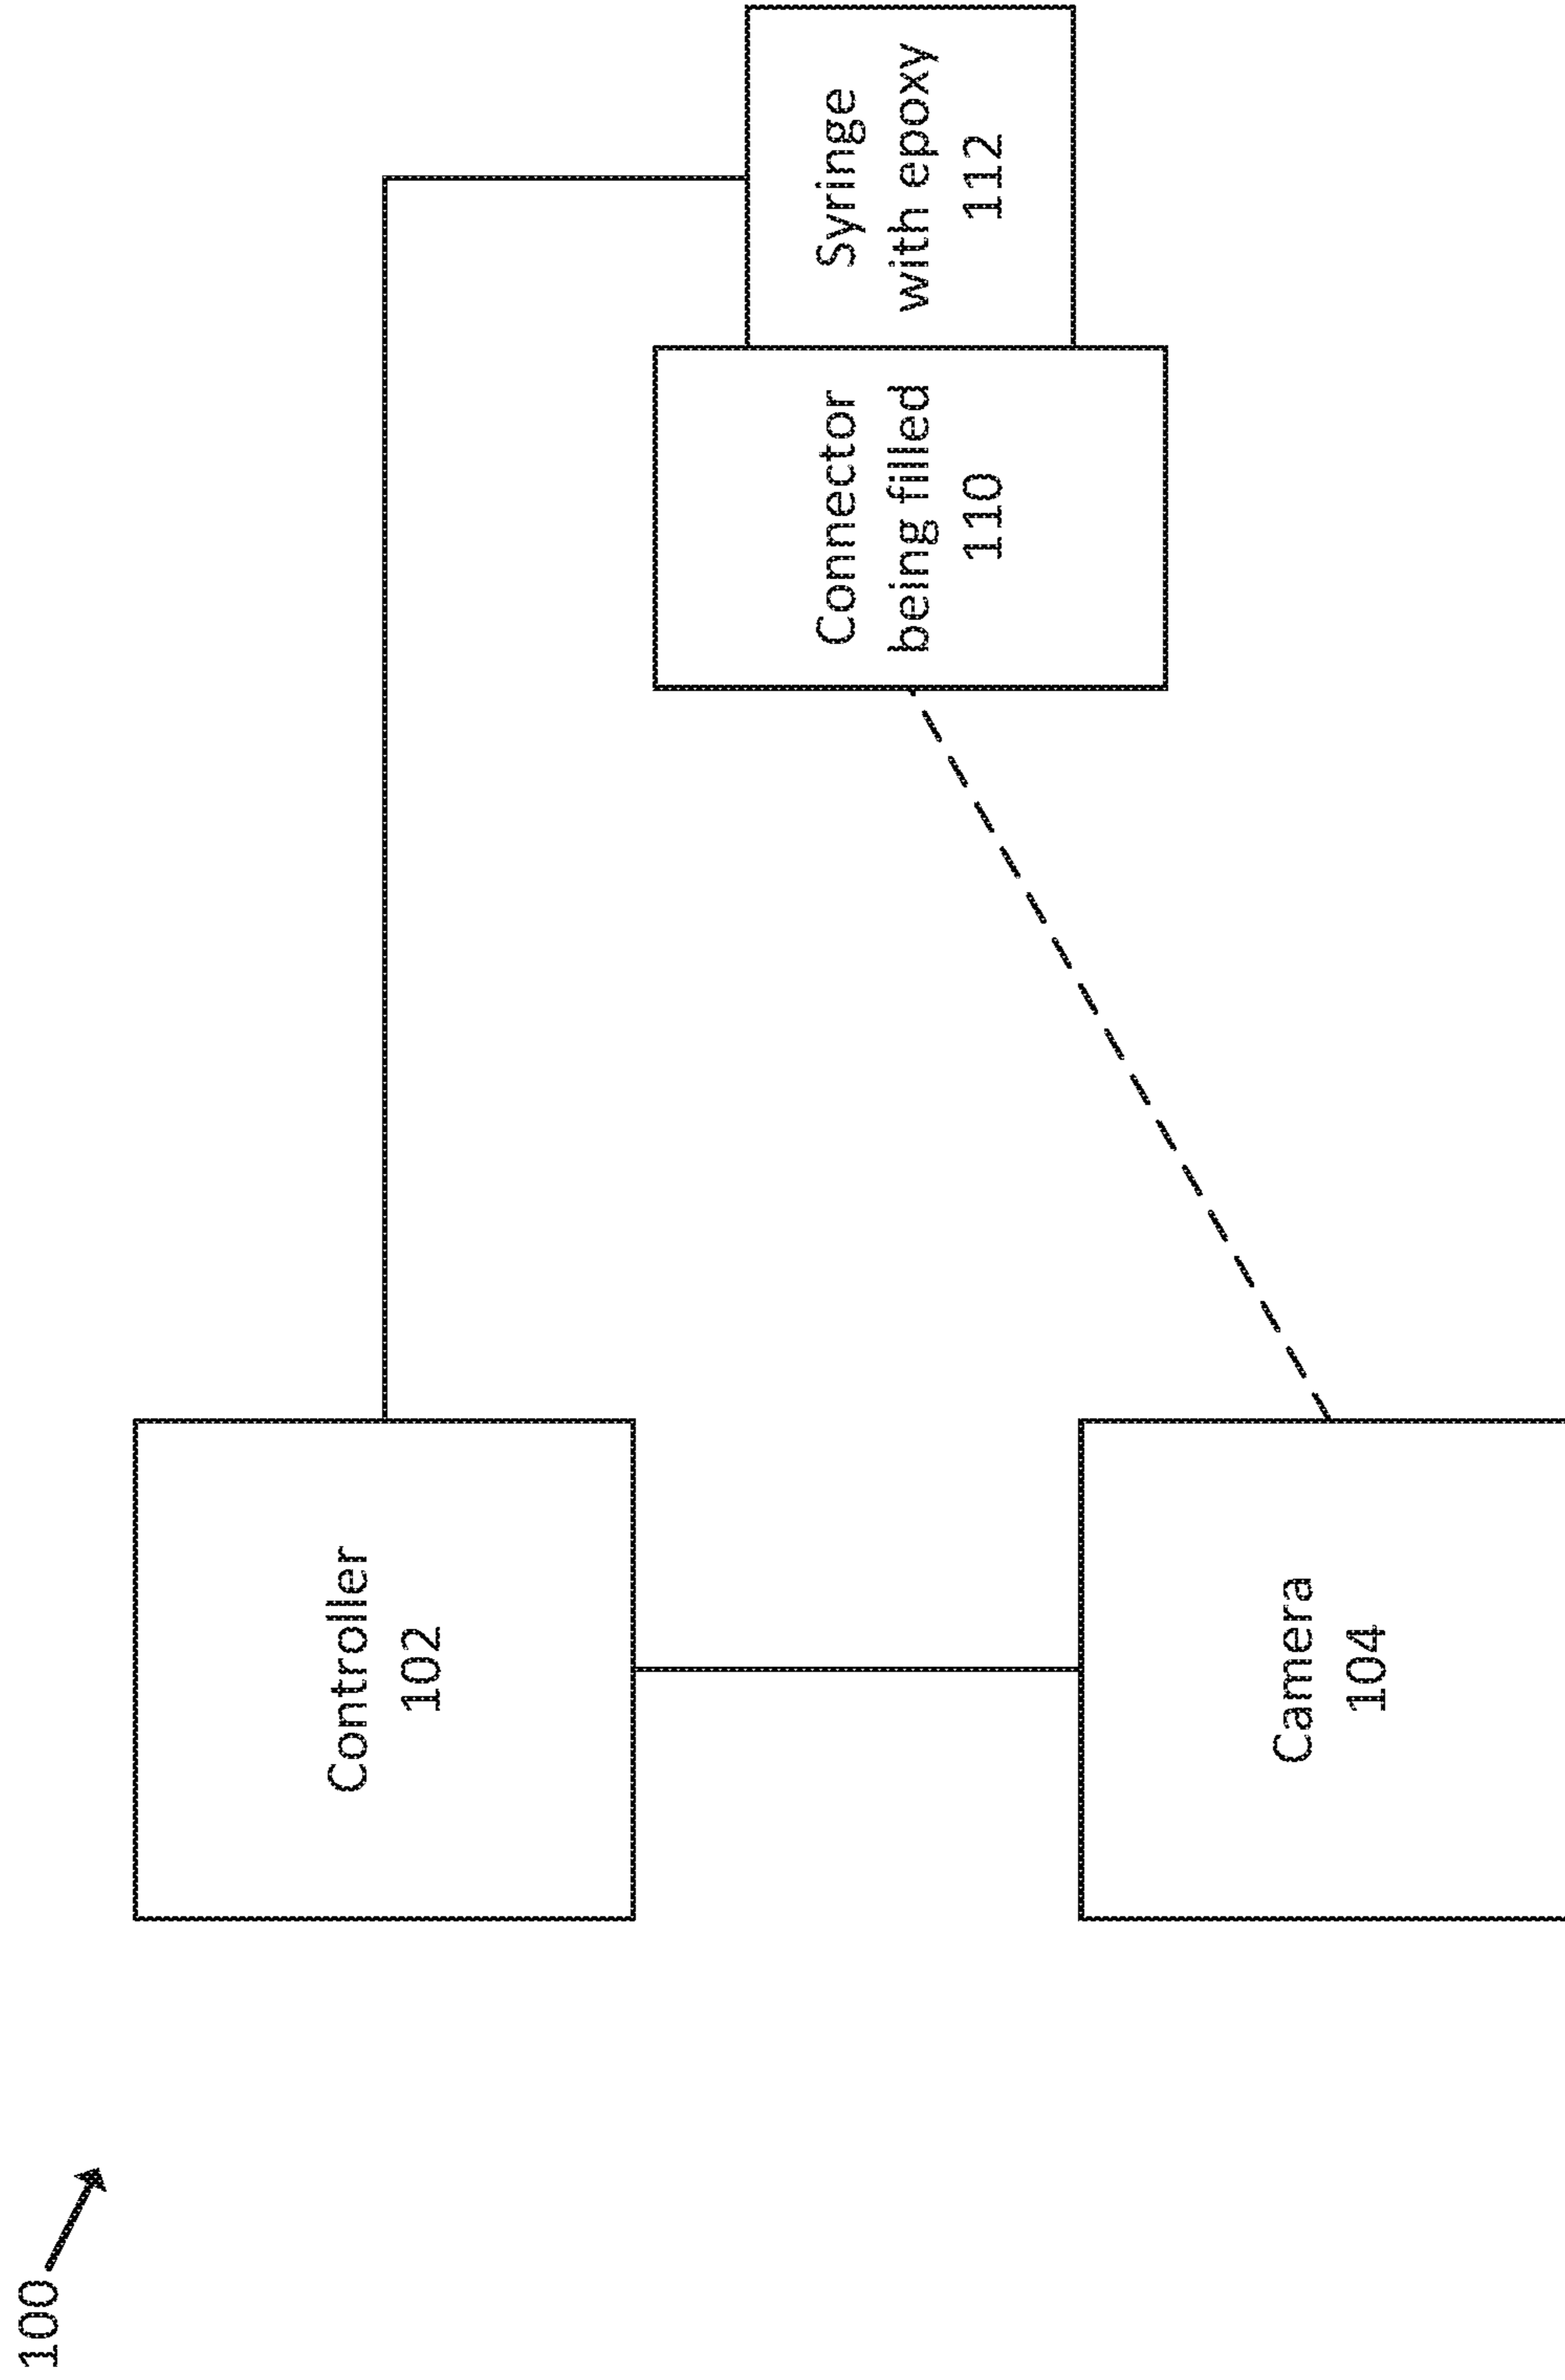 100
Controller
102
Camera
104
Connector
being filled
110
Syringe
with epoxy
112